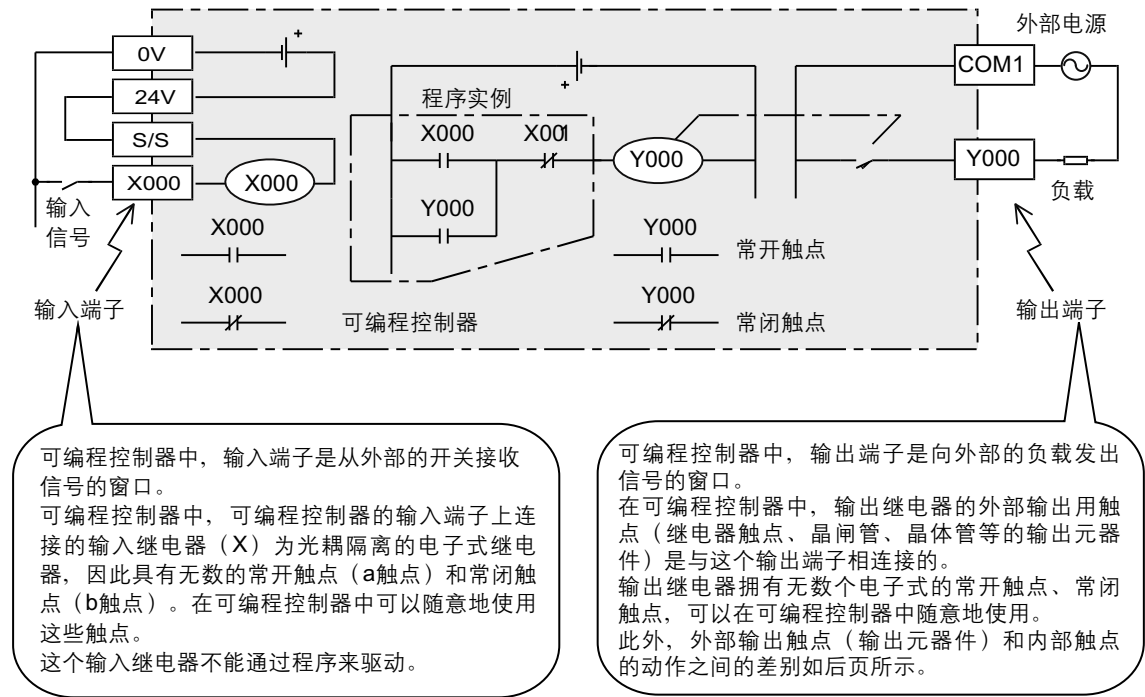 外部电源
0V
COM1
24V
程序实例
S/S
X000
X001
Y000
X000
X000
Y000
Y000
输入
信号
负载
X000
Y000
常开触点
X000
Y000
输入端子
可编程控制器
常闭触点
输出端子
可编程控制器中，输入端子是从外部的开关接收
信号的窗口。
可编程控制器中，可编程控制器的输入端子上连
接的输入继电器（X）为光耦隔离的电子式继电
器，因此具有无数的常开触点（a触点）和常闭触
点（b触点）。在可编程控制器中可以随意地使用
这些触点。
这个输入继电器不能通过程序来驱动。
可编程控制器中，输出端子是向外部的负载发出
信号的窗口。
在可编程控制器中，输出继电器的外部输出用触
点（继电器触点、晶闸管、晶体管等的输出元器
件）是与这个输出端子相连接的。
输出继电器拥有无数个电子式的常开触点、常闭
触点，可以在可编程控制器中随意地使用。
此外，外部输出触点（输出元器件）和内部触点
的动作之间的差别如后页所示。